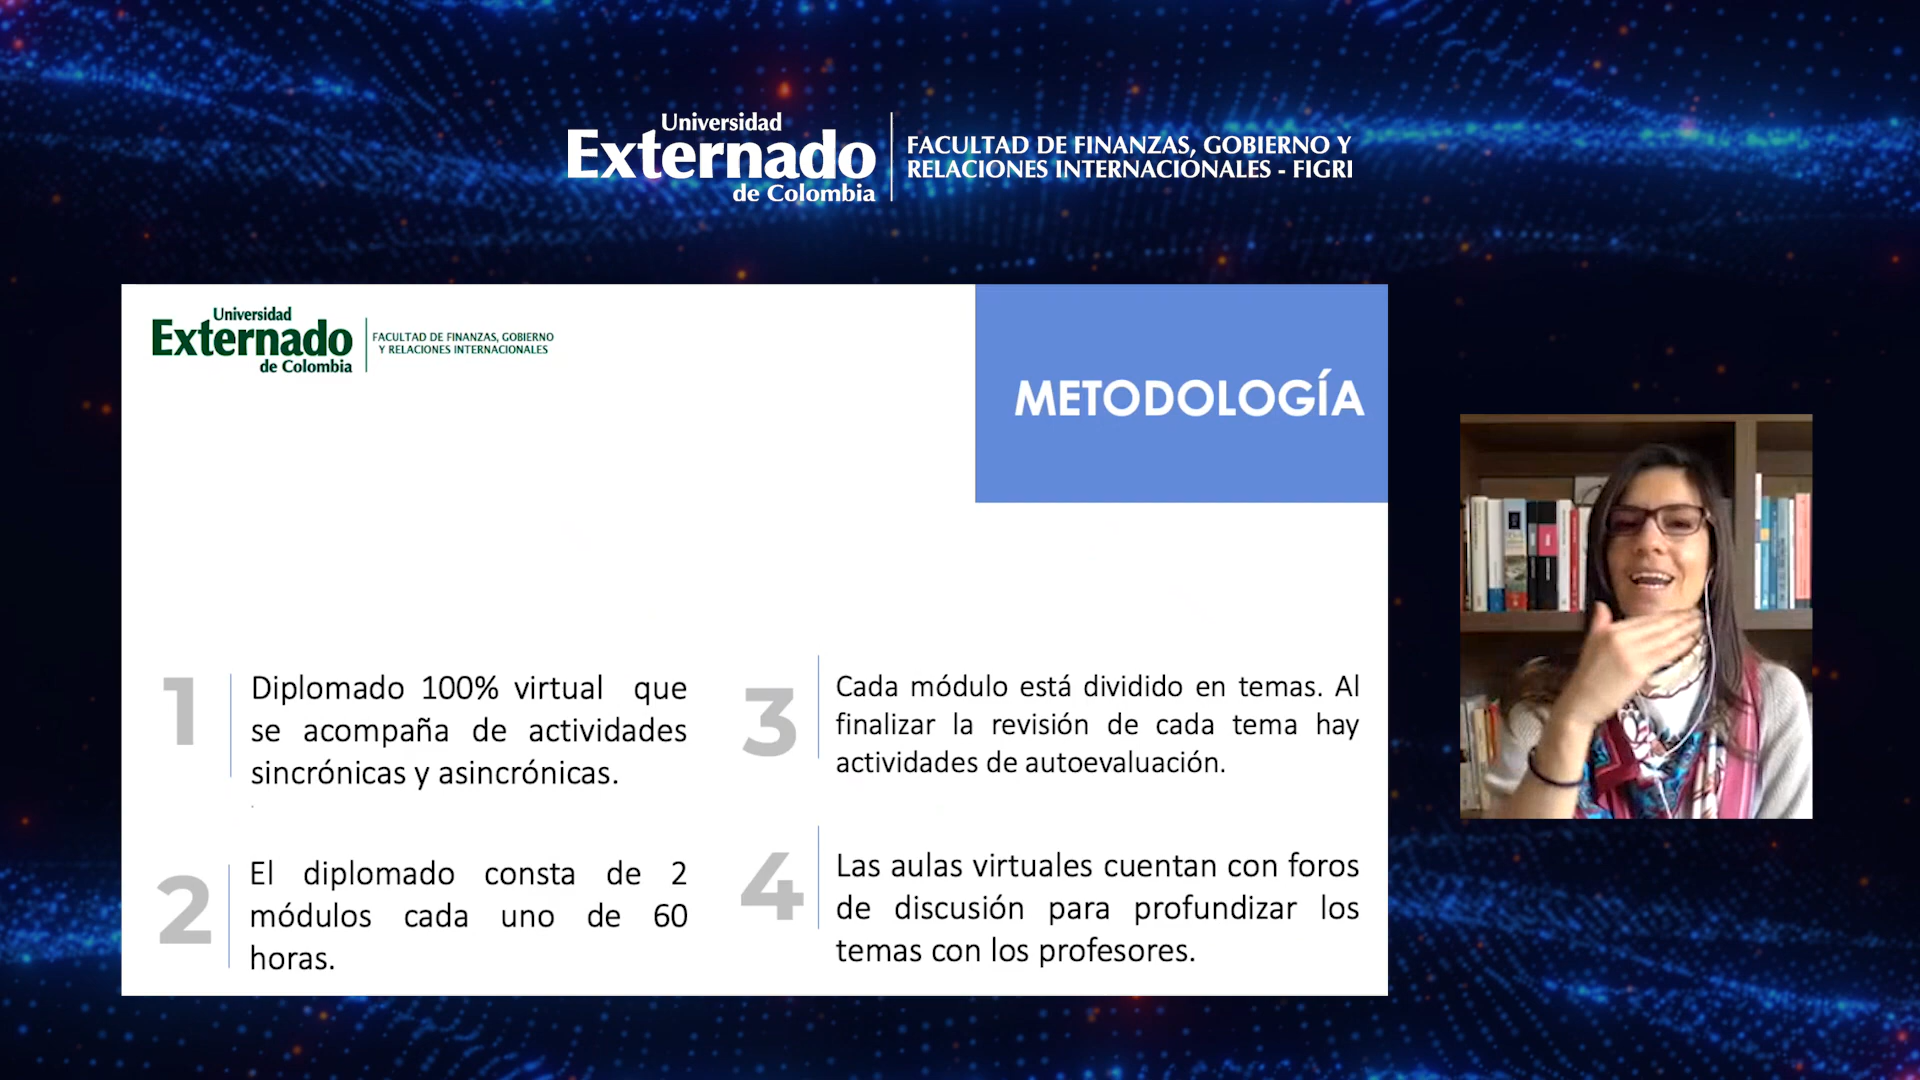 Universidad
Externado
de Colombia
FACULTAD DE FINANZAS, GOBIERNO Y
RELACIONES INTERNACIONALES - FIGRI
Universidad
Externado
de Colombia
FACULTAD DE FINANZAS, GOBIERNO
Y RELACIONES INTERNACIONALES
METODOLOGÍA
1
Diplomado 100% virtual que
se acompaña de actividades
sincrónicas y asincrónicas.
2
El diplomado consta de 2
módulos cada uno de 60
horas.
3
Cada módulo está dividido en temas. Al
finalizar la revisión de cada tema hay
actividades de autoevaluación.
4
Las aulas virtuales cuentan con foros
de discusión para profundizar los
temas con los profesores.